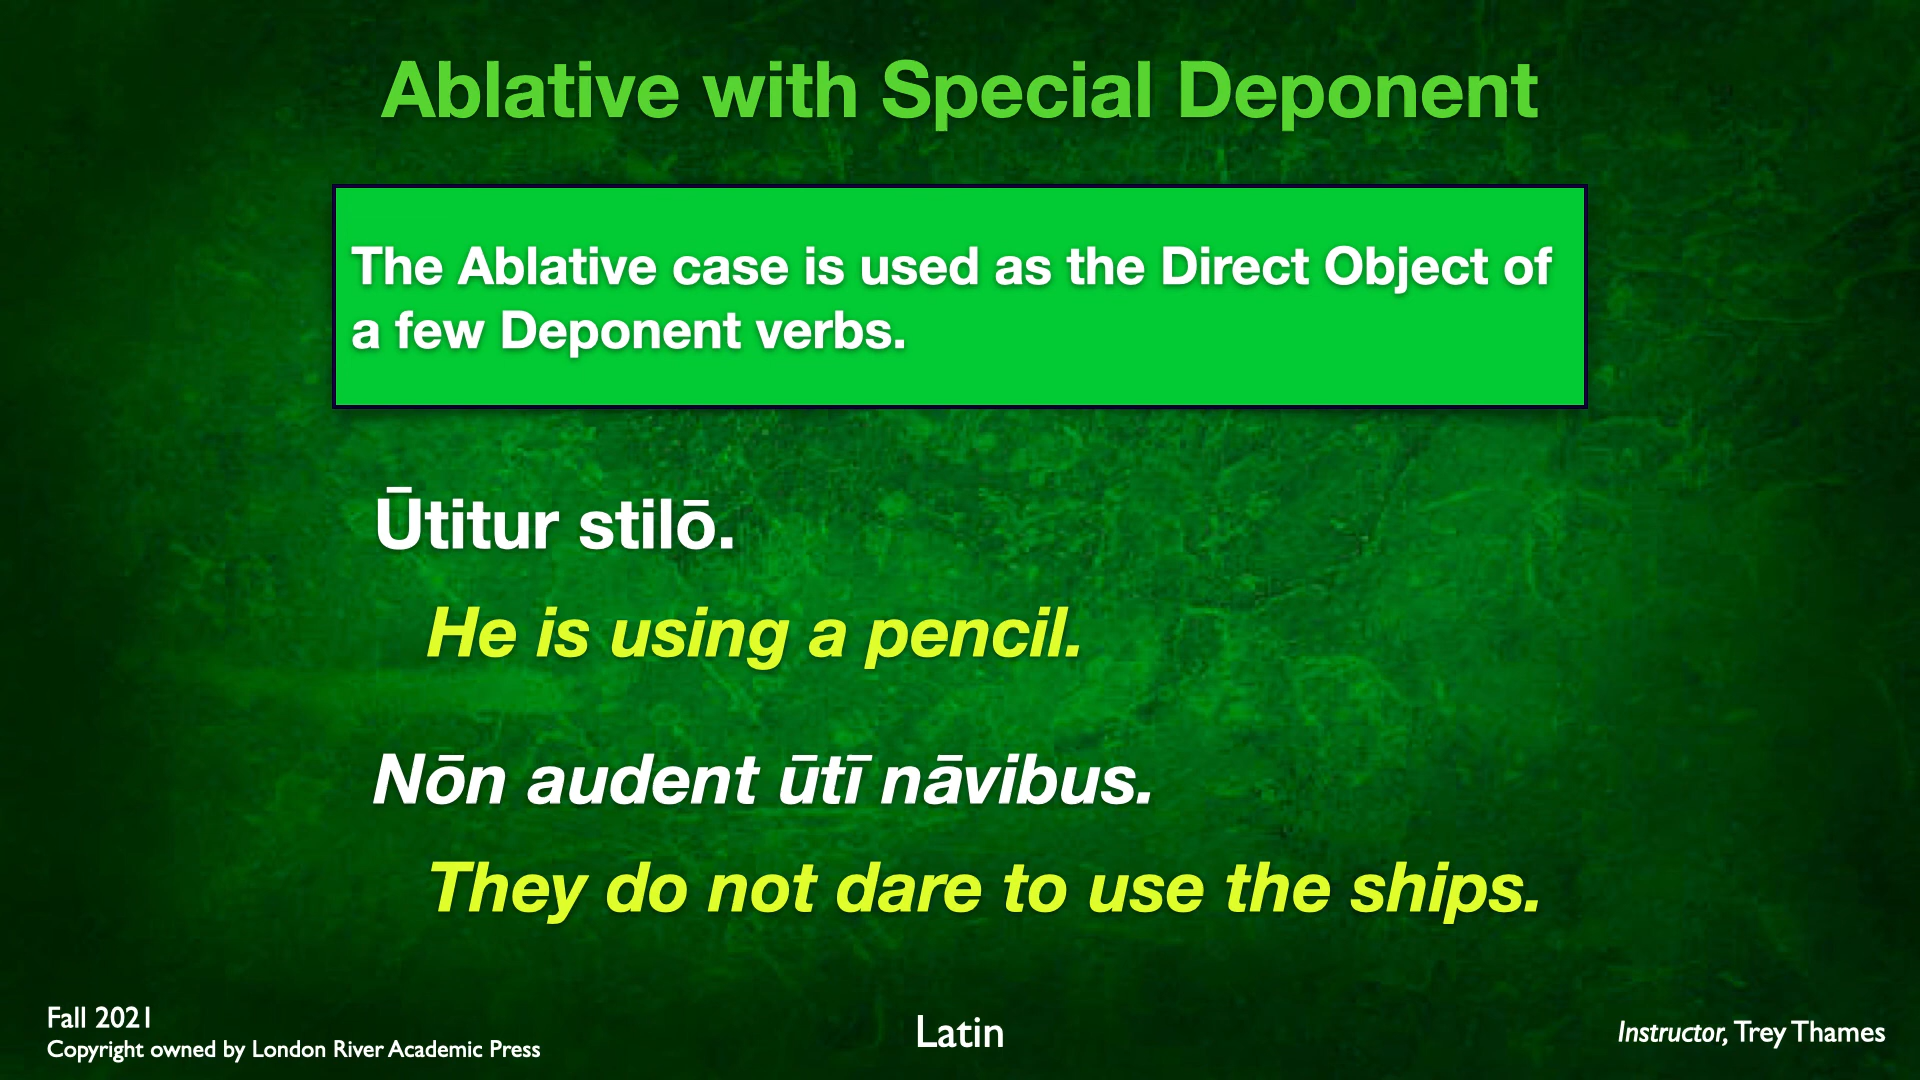 Ablative with Special Deponent
The Ablative case is used as the Direct Object of
a few Deponent verbs.
Ūtitur stilō.
He is using a pencil.
Nōn audent ūtī nāvibus.
They do not dare to use the ships.
Fall 2021
Copyright owned by London River Academic Press
Latin
Instructor, Trey Thames